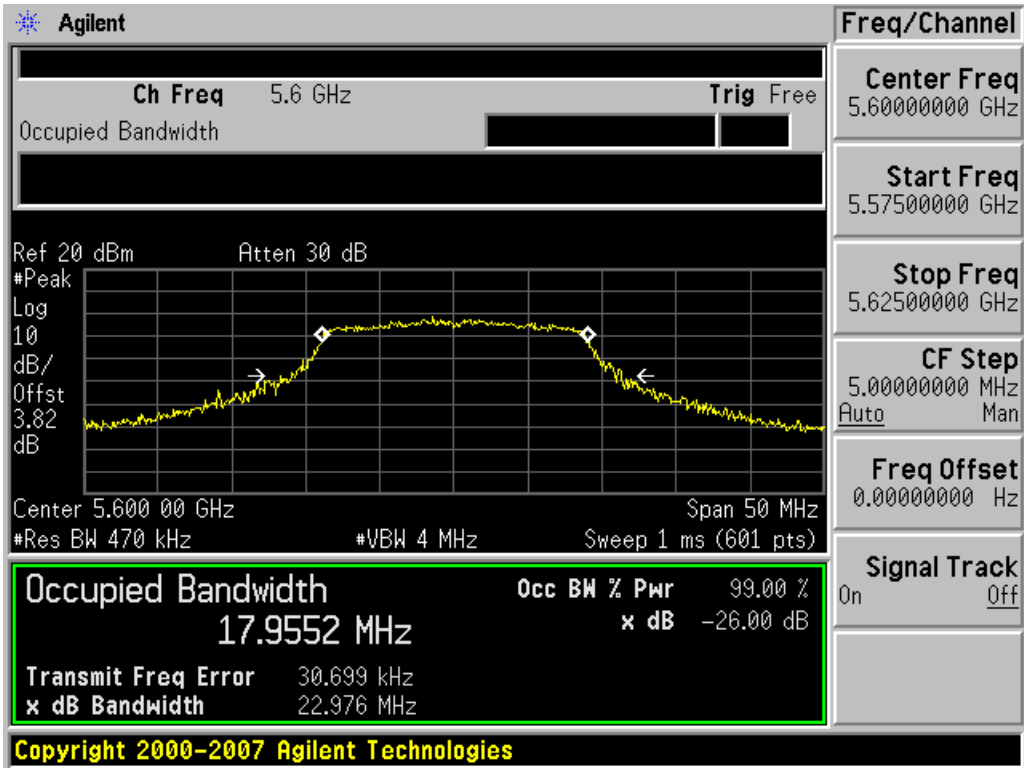 Agilent
Freq/Channel
Ch Freq 5.6 GHz Trig Free
Occupied Bandwidth
Center Freq
5.60000000 GHz
Start Freq
5.57500000 GHz
Stop Freq
5.62500000 GHz
CF Step
5.00000000 MHz
Auto Man
Freq Offset
0.00000000 Hz
Signal Track
On Off
Ref 20 dBm Atten 30 dB
#Peak
Log
10
dB/
Offst
3.82
dB
Center 5.600 00 GHz Span 50 MHz
#Res BW 470 kHz #VBW 4 MHz Sweep 1 ms (601 pts)
Occupied Bandwidth Occ BW % Pwr 99.00 %
17.9552 MHz x dB -26.00 dB
Transmit Freq Error 30.699 kHz
x dB Bandwidth 22.976 MHz
Copyright 2000-2007 Agilent Technologies